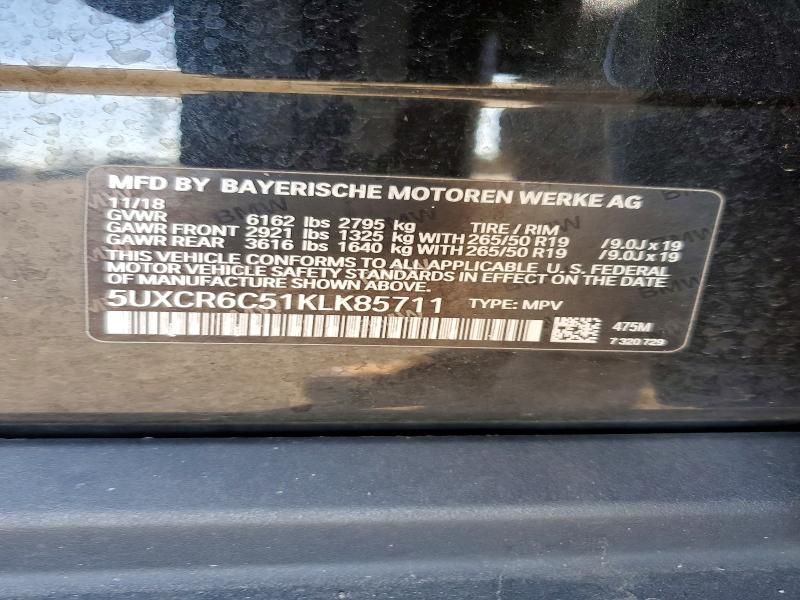 MFD BY BAYERISCHE MOTOREN WERKE AG
11/18
GVWR 6162 lbs 2795 kg TIRE / RIM
GAWR FRONT 2921 lbs 1325 kg WITH 265/50 R19 /9.0J x 19
GAWR REAR 3616 lbs 1640 kg WITH 265/50 R19 /9.0J x 19
THIS VEHICLE CONFORMS TO ALL APPLICABLE U. S. FEDERAL
MOTOR VEHICLE SAFETY STANDARDS IN EFFECT ON THE DATE
OF MANUFACTURE SHOWN ABOVE.
5UXCR6C51KLK85711 TYPE: MPV
475M
7 320 729